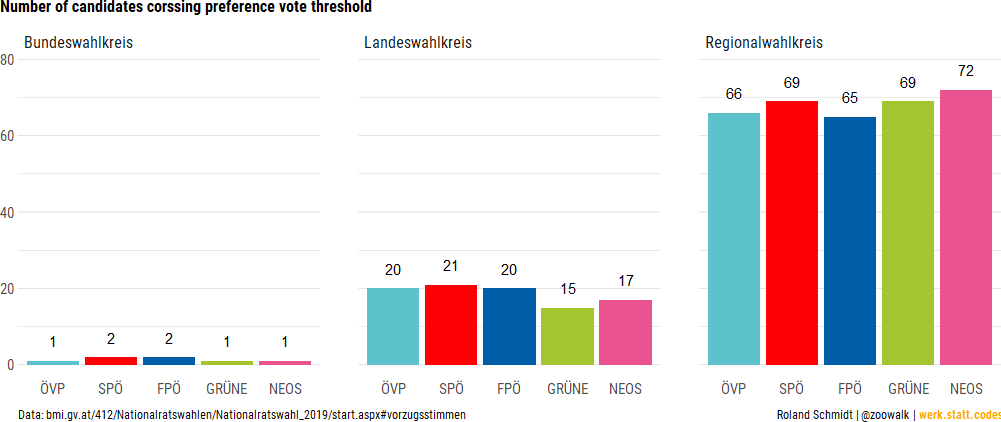 Number of candidates corssing preference vote threshold
Bundeswahlkreis
Landeswahlkreis
Regionalwahlkreis
80
60
40
20
0
1 2 2 1 1
20 21 20 15 17
66 69 65 69 72
ÖVP SPÖ FPÖ GRÜNE NEOS
ÖVP SPÖ FPÖ GRÜNE NEOS
ÖVP SPÖ FPÖ GRÜNE NEOS
Data: bmi.gv.at/412/Nationalratswahlen/Nationalratswahl_2019/start.aspx#vorzugsstimmen
Roland Schmidt | @zoowalk | werk.statt.codes